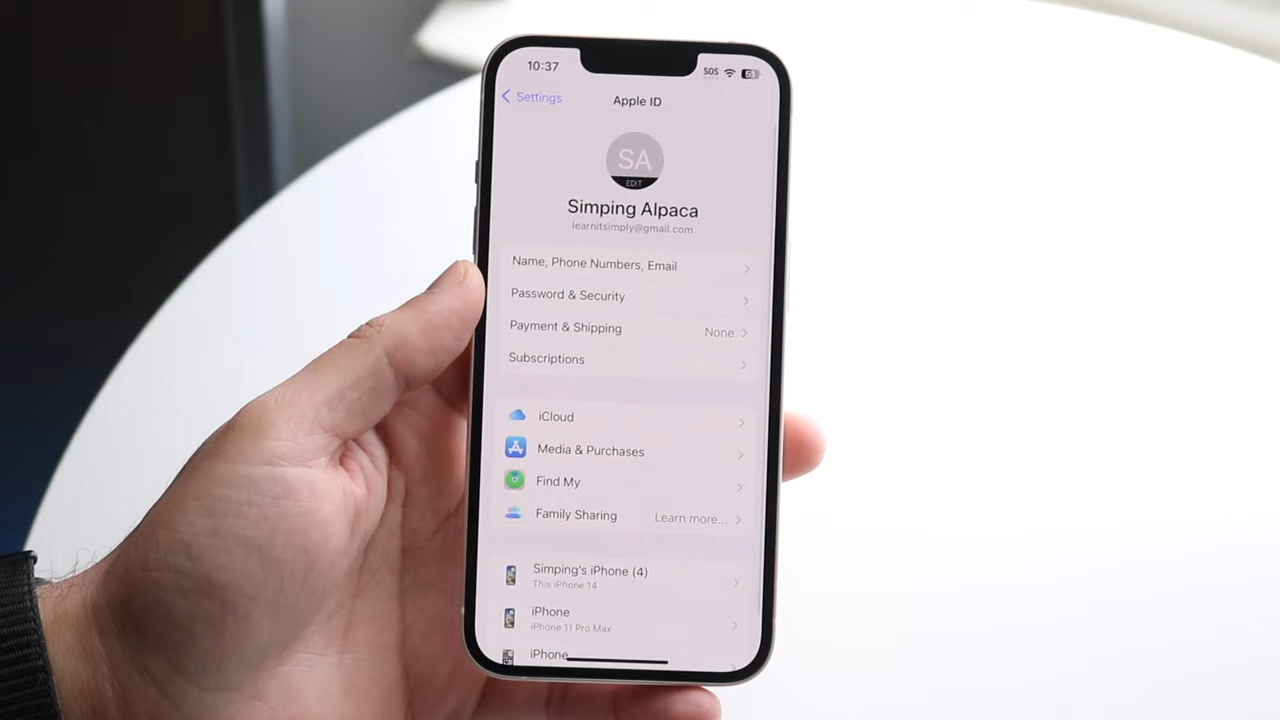 10:37
SOS
51
Settings
Apple ID
SA
EDIT
Simping Alpaca
learnitsimply@gmail.com
Name, Phone Numbers, Email
Password & Security
Payment & Shipping None
Subscriptions
iCloud
Media & Purchases
Find My
Family Sharing Learn more...
Simping's iPhone (4)
This iPhone 14
iPhone
iPhone 11 Pro Max
iPhone